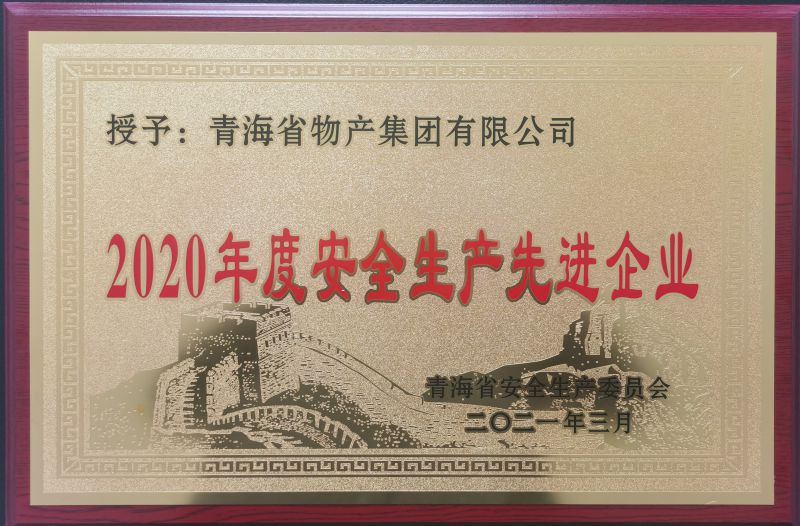 授予：青海省物产集团有限公司
2020年度安全生产先进企业
青海省安全生产委员会
二〇二一年三月